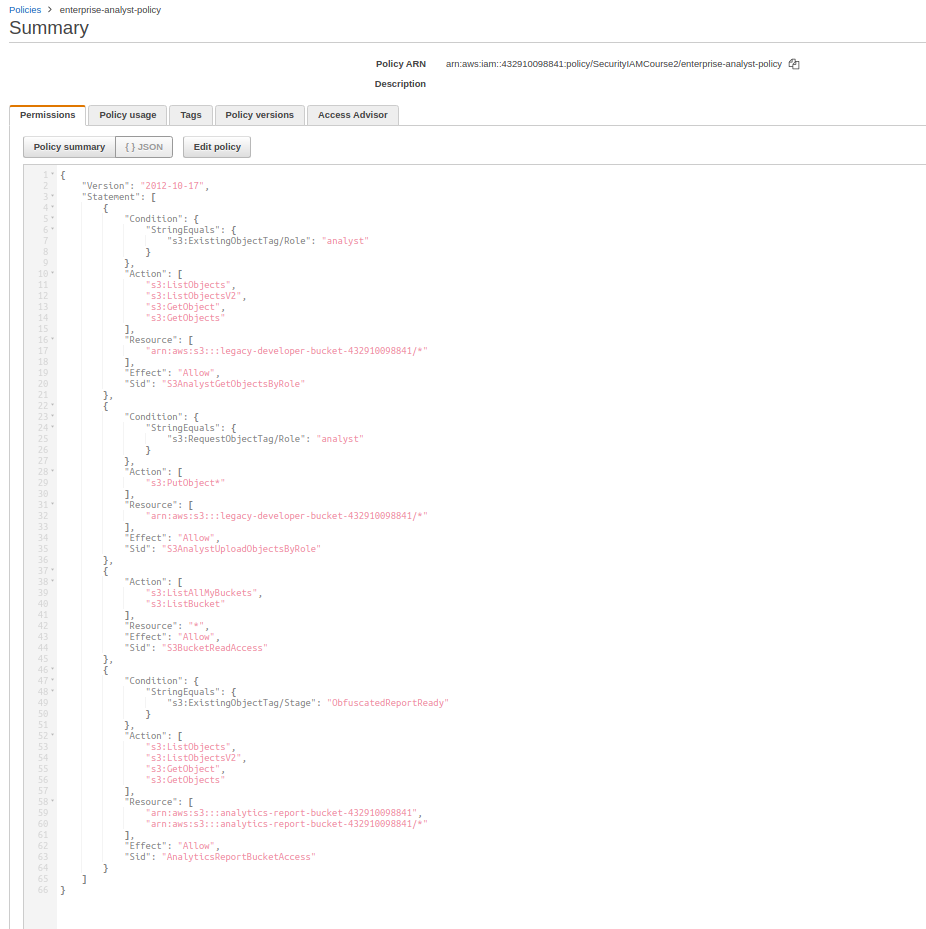 Policies > enterprise-analyst-policy
Summary
Policy ARN arn:aws:iam::432910098841:policy/SecurityIAMCourse2/enterprise-analyst-policy
Description
Permissions Policy usage Tags Policy versions Access Advisor
Policy summary { } JSON Edit policy
1 {
2 "Version": "2012-10-17",
3 "Statement": [
4 {
5 "Condition": {
6 "StringEquals": {
7 "s3:ExistingObjectTag/Role": "analyst"
8 }
9 },
10 "Action": [
11 "s3:ListObjects",
12 "s3:ListObjectsV2",
13 "s3:GetObject",
14 "s3:GetObjects"
15 ],
16 "Resource": [
17 "arn:aws:s3:::legacy-developer-bucket-432910098841/*"
18 ],
19 "Effect": "Allow",
20 "Sid": "S3AnalystGetObjectsByRole"
21 },
22 {
23 "Condition": {
24 "StringEquals": {
25 "s3:RequestObjectTag/Role": "analyst"
26 }
27 },
28 "Action": [
29 "s3:PutObject*"
30 ],
31 "Resource": [
32 "arn:aws:s3:::legacy-developer-bucket-432910098841/*"
33 ],
34 "Effect": "Allow",
35 "Sid": "S3AnalystUploadObjectsByRole"
36 },
37 {
38 "Action": [
39 "s3:ListAllMyBuckets",
40 "s3:ListBucket"
41 ],
42 "Resource": "*",
43 "Effect": "Allow",
44 "Sid": "S3BucketReadAccess"
45 },
46 {
47 "Condition": {
48 "StringEquals": {
49 "s3:ExistingObjectTag/Stage": "ObfuscatedReportReady"
50 }
51 },
52 "Action": [
53 "s3:ListObjects",
54 "s3:ListObjectsV2",
55 "s3:GetObject",
56 "s3:GetObjects"
57 ],
58 "Resource": [
59 "arn:aws:s3:::analytics-report-bucket-432910098841",
60 "arn:aws:s3:::analytics-report-bucket-432910098841/*"
61 ],
62 "Effect": "Allow",
63 "Sid": "AnalyticsReportBucketAccess"
64 }
65 ]
66 }